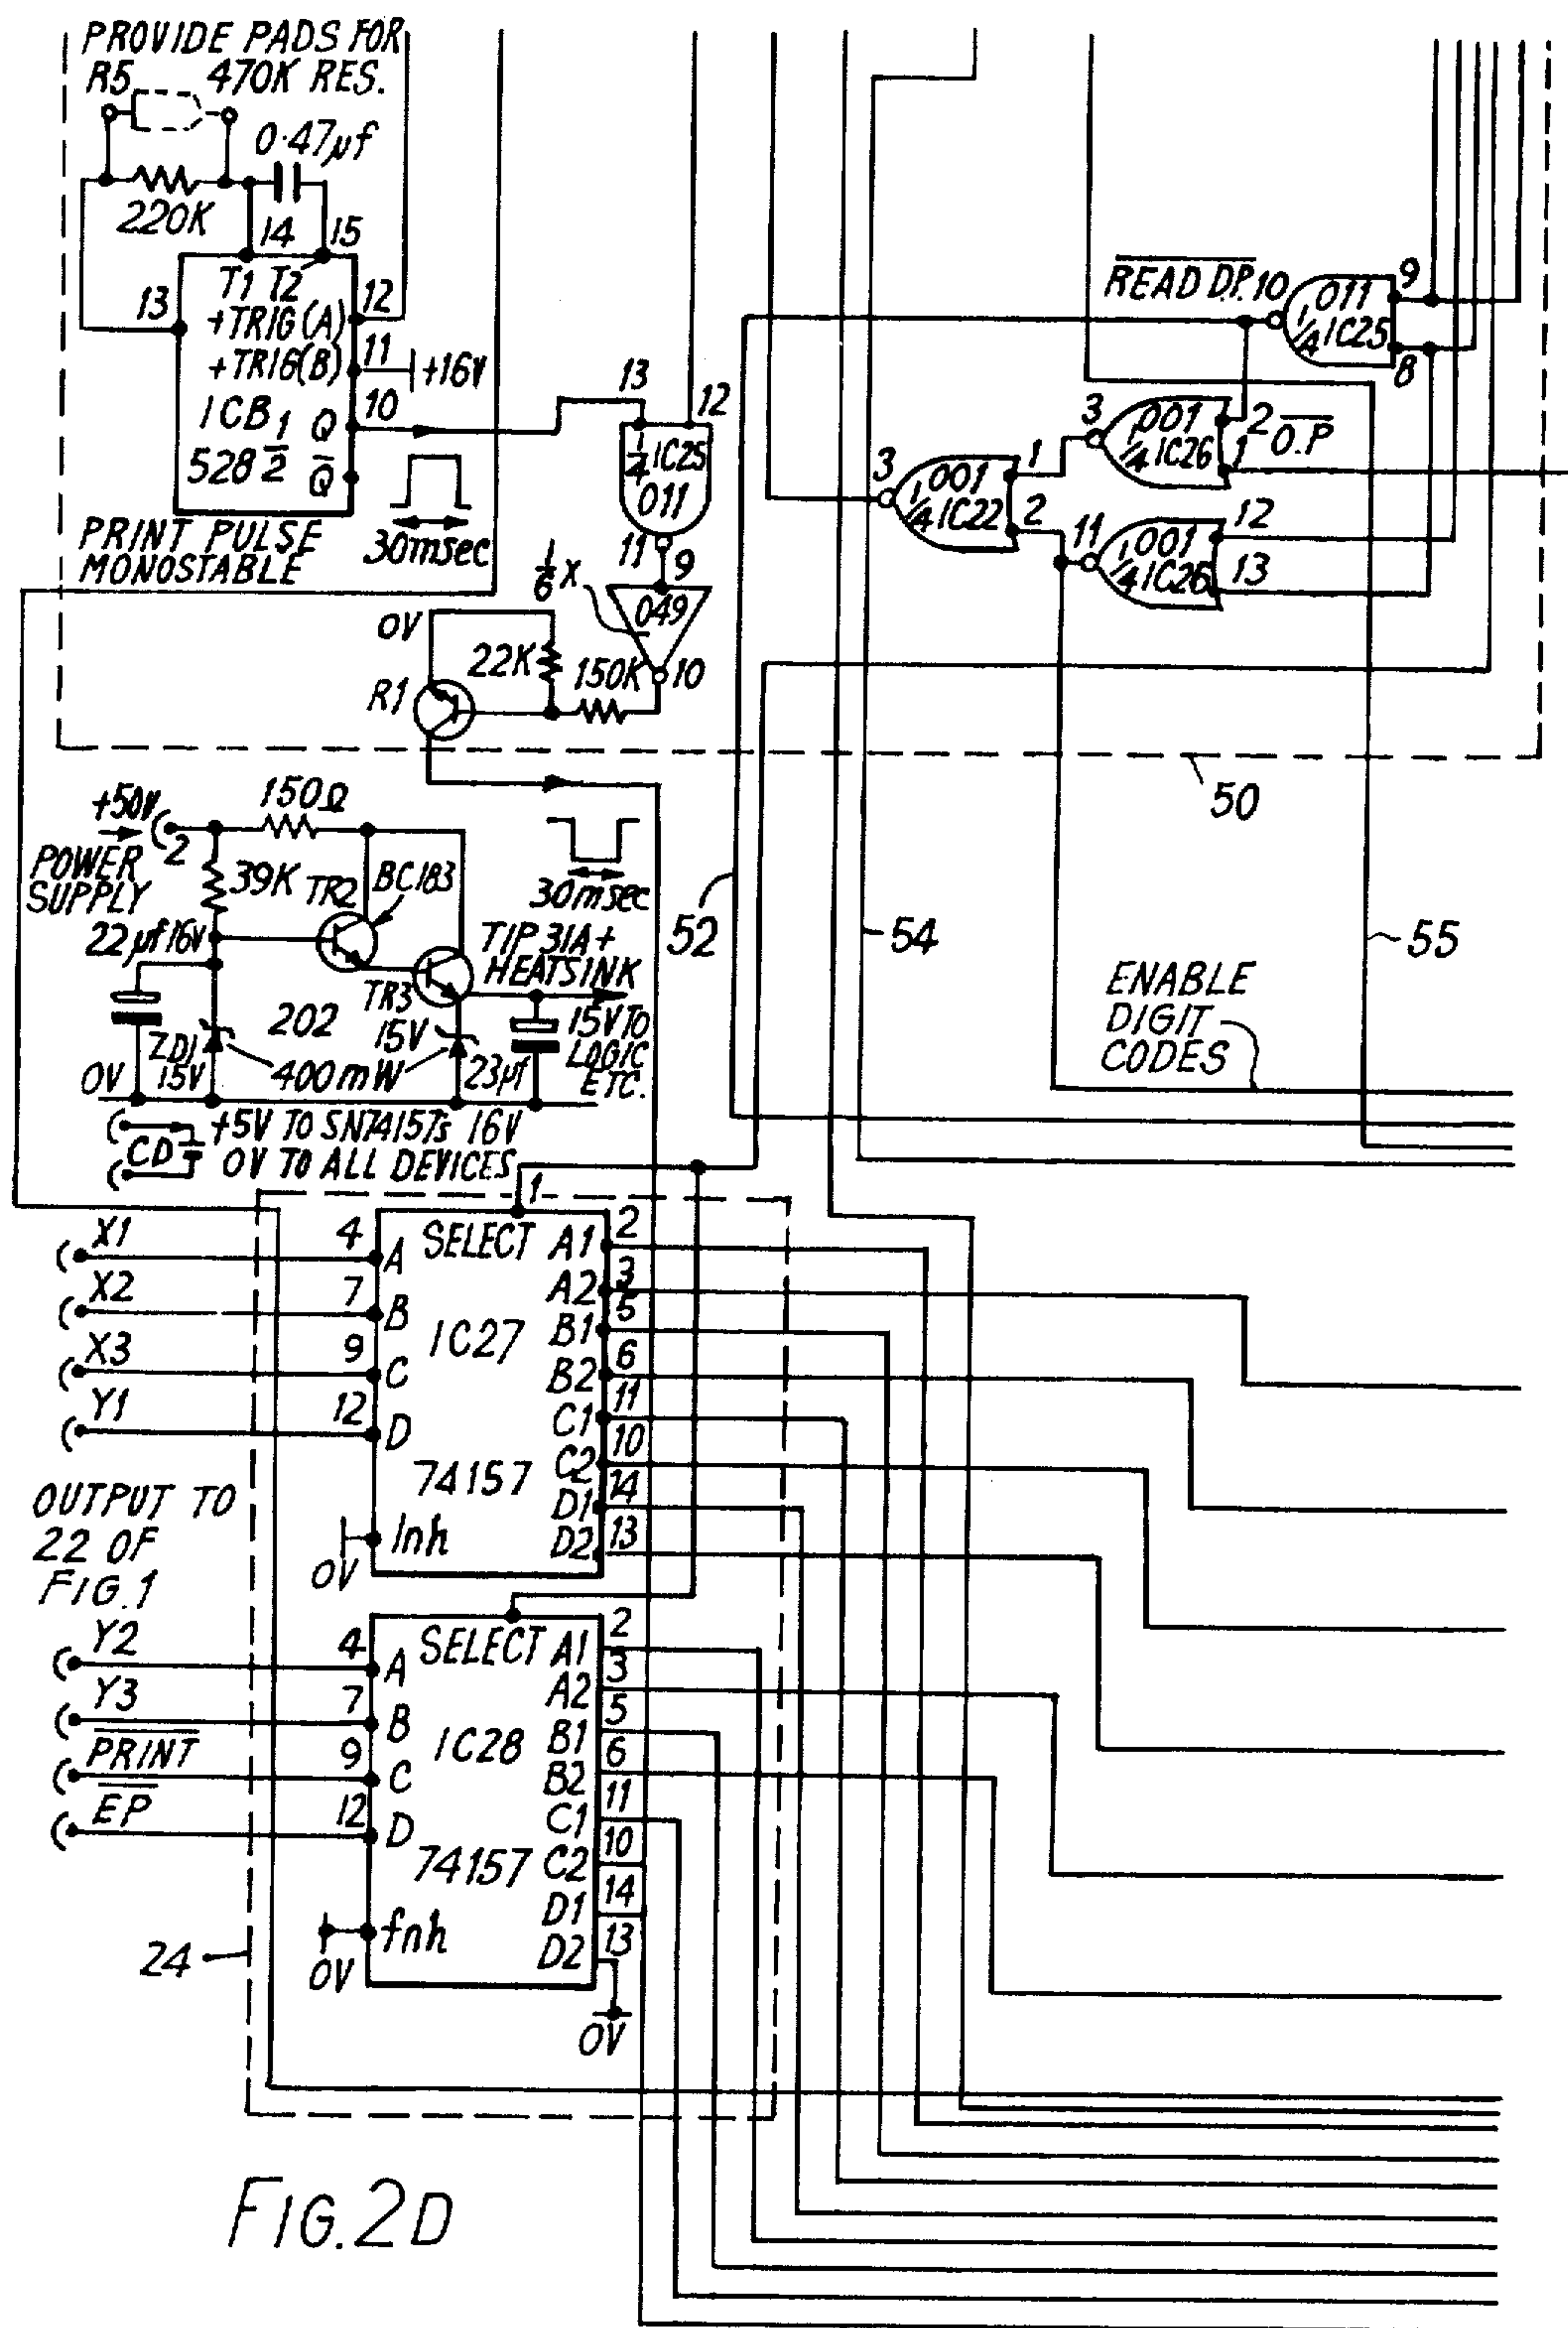 PROVIDE PADS FOR
R5 470K RES.
0.47µf
220K
14 15
T1 T2
13
+TRIG(A) 12
+TRIG(B) 11
+16V
ICB 1/2 Q 10
528 Q̅
PRINT PULSE
MONOSTABLE
30msec
13 12
1/4 IC25
011
11 9
1/6 X
049
10
0V
22K
150K
R1
READ D.P. 10
011
1/4 IC25
9
8
3
001
1/4 IC26
2 O.P
1
3
001
1/4 IC22
1
2
11
001
1/4 IC26
12
13
50
+50V
2
150Ω
POWER
SUPPLY
39K
TR2
BC183
30msec
22µf 16V
TIP 31A+
HEATSINK
TR3
202
15V
ZD1
15V
400mW
23µf
15V TO
LOGIC
ETC.
0V
52
54
55
ENABLE
DIGIT
CODES
+5V TO SN74157s 16V
CD
0V TO ALL DEVICES
1
X1 4 A
X2 7 B
X3 9 C
Y1 12 D
SELECT
IC27
74157
Inh
0V
A1 2
A2 3
B1 5
B2 6
C1 11
C2 10
D1 14
D2 13
OUTPUT TO
22 OF
FIG.1
Y2 4 A
Y3 7 B
PRINT 9 C
EP 12 D
SELECT
IC28
74157
fnh
0V
A1 2
A2 3
B1 5
B2 6
C1 11
C2 10
D1 14
D2 13
0V
24
FIG.2D